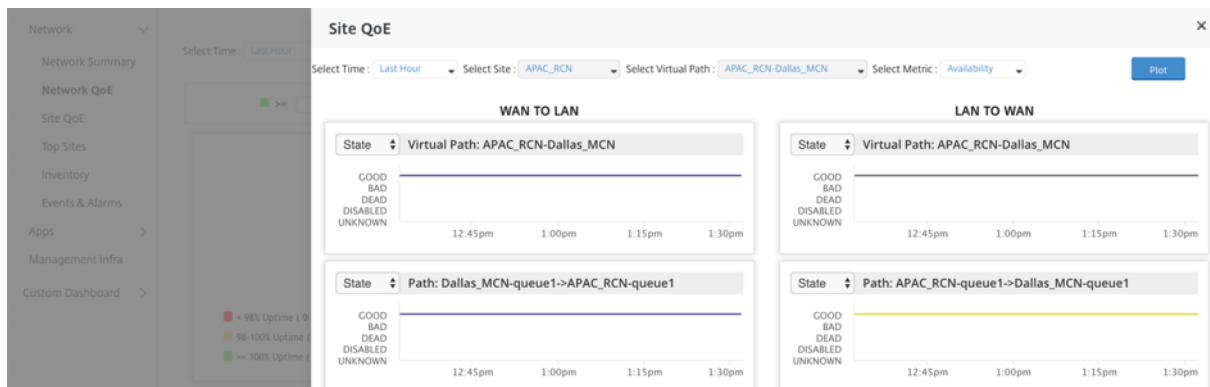 Network
Network Summary
Network QoE
Site QoE
Top Sites
Inventory
Events & Alarms
Apps
Management Infra
Custom Dashboard
Select Time : Last Hour
>=
< 98% Uptime ( 0
98-100% Uptime (
>= 100% Uptime (
Site QoE
×
Select Time : Last Hour Select Site : APAC_RCN Select Virtual Path : APAC_RCN-Dallas_MCN Select Metric : Availability Plot
WAN TO LAN
State Virtual Path: APAC_RCN-Dallas_MCN
GOOD
BAD
DEAD
DISABLED
UNKNOWN
12:45pm 1:00pm 1:15pm 1:30pm
State Path: Dallas_MCN-queue1->APAC_RCN-queue1
GOOD
BAD
DEAD
DISABLED
UNKNOWN
12:45pm 1:00pm 1:15pm 1:30pm
LAN TO WAN
State Virtual Path: APAC_RCN-Dallas_MCN
GOOD
BAD
DEAD
DISABLED
UNKNOWN
12:45pm 1:00pm 1:15pm 1:30pm
State Path: APAC_RCN-queue1->Dallas_MCN-queue1
GOOD
BAD
DEAD
DISABLED
UNKNOWN
12:45pm 1:00pm 1:15pm 1:30pm